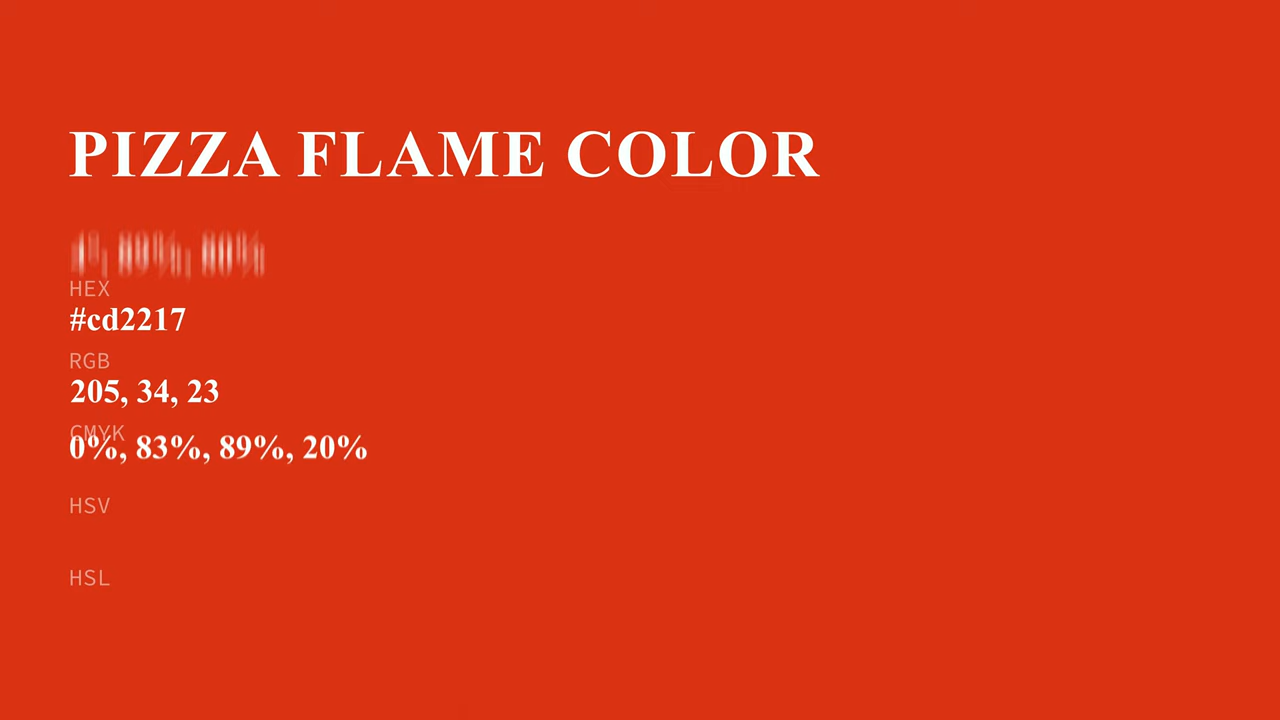 PIZZA FLAME COLOR
HEX
#cd2217
RGB
205, 34, 23
CMYK
0%, 83%, 89%, 20%
HSV
HSL